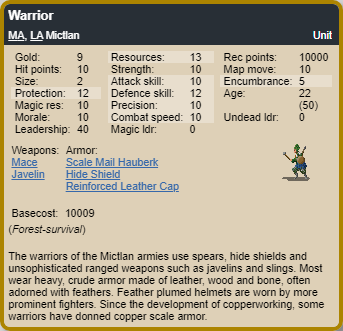 Warrior
MA, LA Mictlan Unit
Gold: 9 Resources: 13 Rec points: 10000
Hit points: 10 Strength: 10 Map move: 10
Size: 2 Attack skill: 10 Encumbrance: 5
Protection: 12 Defence skill: 12 Age: 22
Magic res: 10 Precision: 10 (50)
Morale: 10 Combat speed: 10 Undead ldr: 0
Leadership: 40 Magic ldr: 0
Weapons: Armor:
Mace Scale Mail Hauberk
Javelin Hide Shield
Reinforced Leather Cap
Basecost: 10009
(Forest-survival)
The warriors of the Mictlan armies use spears, hide shields and
unsophisticated ranged weapons such as javelins and slings. Most
wear heavy, crude armor made of leather, wood and bone, often
adorned with feathers. Feather plumed helmets are worn by more
prominent fighters. Since the development of copperworking, some
warriors have donned copper scale armor.